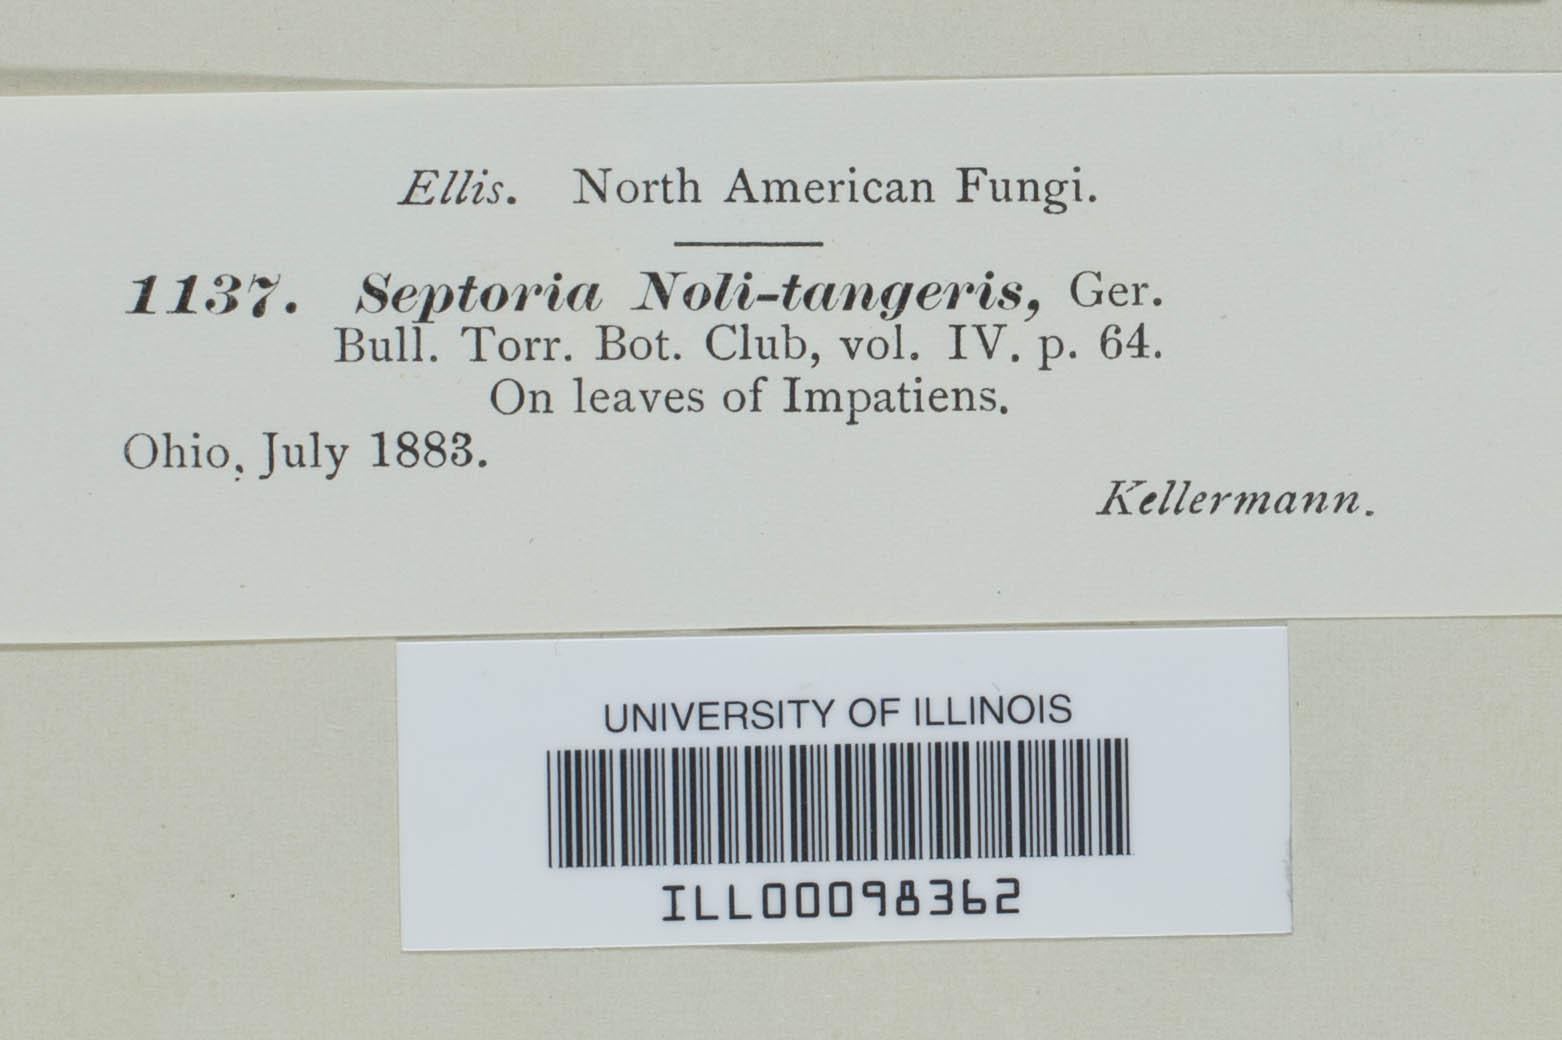 Ellis. North American Fungi.
1137. Septoria Noli-tangeris, Ger.
Bull. Torr. Bot. Club, vol. IV. p. 64.
On leaves of Impatiens.
Ohio, July 1883.
Kellermann.
UNIVERSITY OF ILLINOIS
ILL00098362